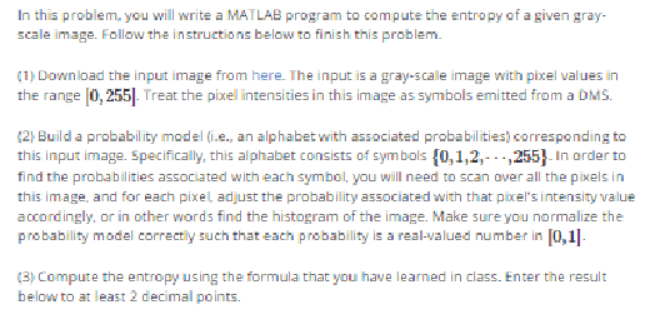 In this problem, you will write a MATLAB program to compute the entropy of a given gray-
scale image. Follow the instructions below to finish this problem.
(1) Download the input image from here. The input is a gray-scale image with pixel values in
the range [0,255]. Treat the pixel intensities in this image as symbols emitted from a DMS.
(2) Build a probability model (i.e., an alphabet with associated probabilities) corresponding to
this input image. Specifically, this alphabet consists of symbols {0,1,2,···,255}. In order to
find the probabilities associated with each symbol, you will need to scan over all the pixels in
this image, and for each pixel, adjust the probability associated with that pixel's intensity value
accordingly, or in other words find the histogram of the image. Make sure you normalize the
probability model correctly such that each probability is a real-valued number in [0,1].
(3) Compute the entropy using the formula that you have learned in class. Enter the result
below to at least 2 decimal points.